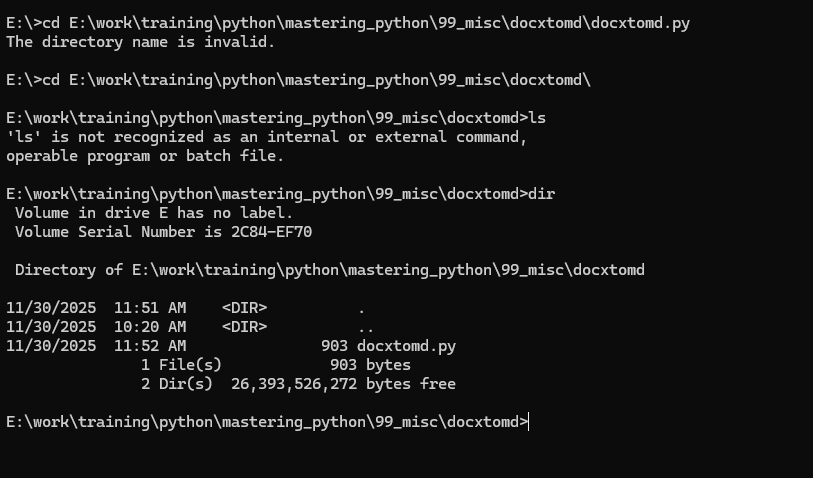 E:\>cd E:\work\training\python\mastering_python\99_misc\docxtomd\docxtomd.py
The directory name is invalid.
E:\>cd E:\work\training\python\mastering_python\99_misc\docxtomd\
E:\work\training\python\mastering_python\99_misc\docxtomd>ls
'ls' is not recognized as an internal or external command,
operable program or batch file.
E:\work\training\python\mastering_python\99_misc\docxtomd>dir
 Volume in drive E has no label.
 Volume Serial Number is 2C84-EF70
 Directory of E:\work\training\python\mastering_python\99_misc\docxtomd
11/30/2025  11:51 AM    <DIR>          .
11/30/2025  10:20 AM    <DIR>          ..
11/30/2025  11:52 AM               903 docxtomd.py
               1 File(s)            903 bytes
               2 Dir(s)  26,393,526,272 bytes free
E:\work\training\python\mastering_python\99_misc\docxtomd>